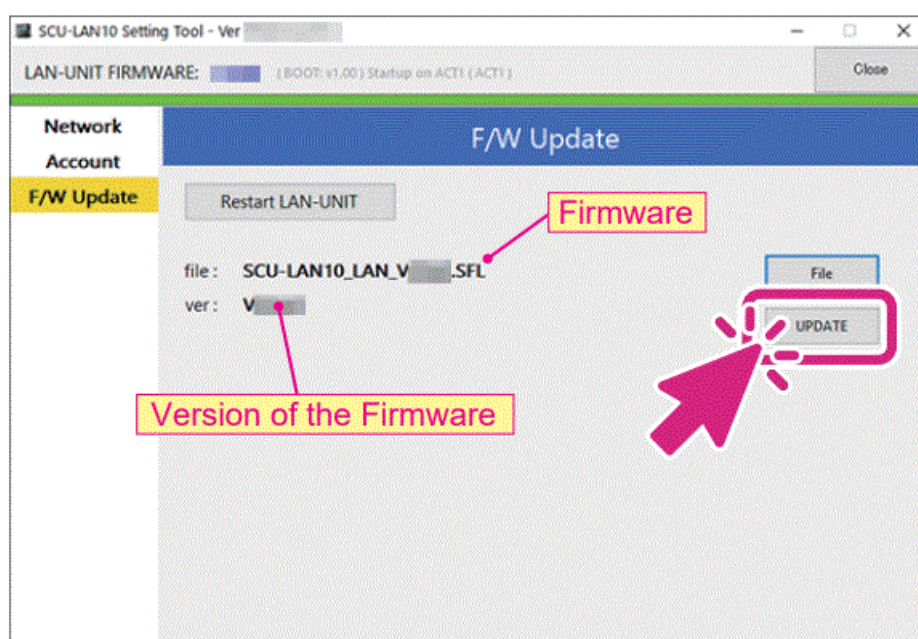 SCU-LAN10 Setting Tool - Ver
LAN-UNIT FIRMWARE: (BOOT: v1.00) Startup on ACT1 (ACT1)
Close
Network
Account
F/W Update
F/W Update
Restart LAN-UNIT
Firmware
file : SCU-LAN10_LAN_V .SFL
File
ver : V
UPDATE
Version of the Firmware